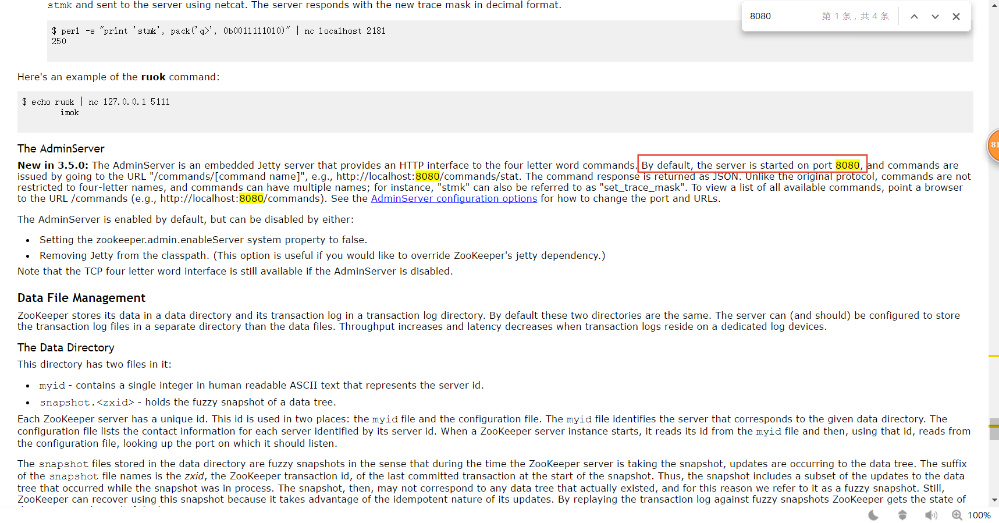 stmk and sent to the server using netcat. The server responds with the new trace mask in decimal format.
8080
第 1 条，共 4 条
$ perl -e "print 'stmk', pack('q>', 0b0011111010)" | nc localhost 2181
250
Here's an example of the ruok command:
$ echo ruok | nc 127.0.0.1 5111
imok
The AdminServer
New in 3.5.0: The AdminServer is an embedded Jetty server that provides an HTTP interface to the four letter word commands. By default, the server is started on port 8080, and commands are
issued by going to the URL "/commands/[command name]", e.g., http://localhost:8080/commands/stat. The command response is returned as JSON. Unlike the original protocol, commands are not
restricted to four-letter names, and commands can have multiple names; for instance, "stmk" can also be referred to as "set_trace_mask". To view a list of all available commands, point a browser
to the URL /commands (e.g., http://localhost:8080/commands). See the AdminServer configuration options for how to change the port and URLs.
81
The AdminServer is enabled by default, but can be disabled by either:
• Setting the zookeeper.admin.enableServer system property to false.
• Removing Jetty from the classpath. (This option is useful if you would like to override ZooKeeper's jetty dependency.)
Note that the TCP four letter word interface is still available if the AdminServer is disabled.
Data File Management
ZooKeeper stores its data in a data directory and its transaction log in a transaction log directory. By default these two directories are the same. The server can (and should) be configured to store
the transaction log files in a separate directory than the data files. Throughput increases and latency decreases when transaction logs reside on a dedicated log devices.
The Data Directory
This directory has two files in it:
• myid - contains a single integer in human readable ASCII text that represents the server id.
• snapshot.<zxid> - holds the fuzzy snapshot of a data tree.
Each ZooKeeper server has a unique id. This id is used in two places: the myid file and the configuration file. The myid file identifies the server that corresponds to the given data directory. The
configuration file lists the contact information for each server identified by its server id. When a ZooKeeper server instance starts, it reads its id from the myid file and then, using that id, reads from
the configuration file, looking up the port on which it should listen.
The snapshot files stored in the data directory are fuzzy snapshots in the sense that during the time the ZooKeeper server is taking the snapshot, updates are occurring to the data tree. The suffix
of the snapshot file names is the zxid, the ZooKeeper transaction id, of the last committed transaction at the start of the snapshot. Thus, the snapshot includes a subset of the updates to the data
tree that occurred while the snapshot was in process. The snapshot, then, may not correspond to any data tree that actually existed, and for this reason we refer to it as a fuzzy snapshot. Still,
ZooKeeper can recover using this snapshot because it takes advantage of the idempotent nature of its updates. By replaying the transaction log against fuzzy snapshots ZooKeeper gets the state of
100%